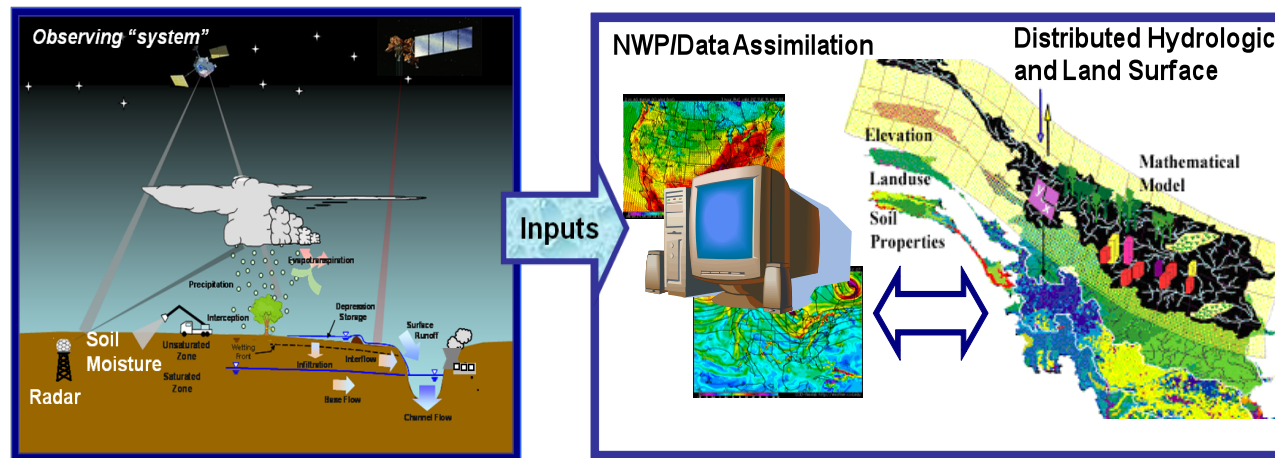 Observing “system”
Evapotranspiration
Precipitation
Interception
Depression
Storage
Surface
Runoff
Soil
Moisture
Unsaturated
Zone
Wetting
Front
Infiltration
Interflow
Saturated
Zone
Radar
Base Flow
Channel Flow
Inputs
NWP/Data Assimilation
Distributed Hydrologic
and Land Surface
Elevation
Landuse
Soil
Properties
Mathematical
Model
y
x